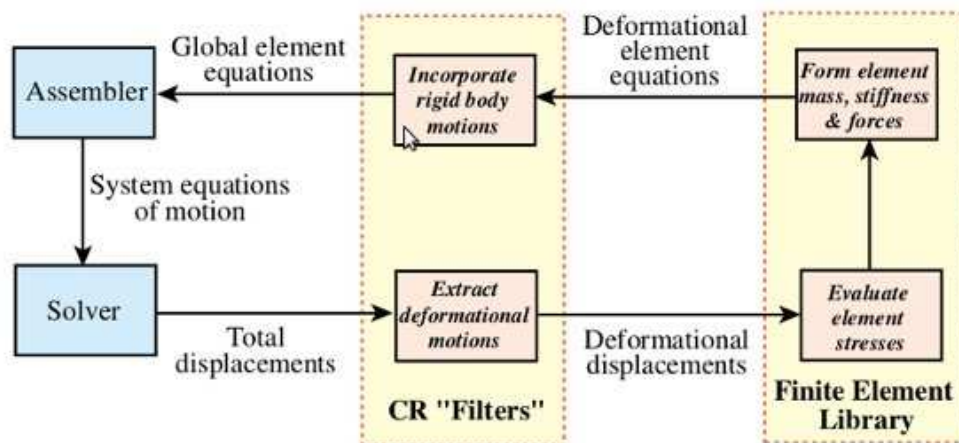 Global element
equations
Deformational
element
equations
Assembler
Incorporate
rigid body
motions
Form element
mass, stiffness
& forces
System equations
of motion
Solver
Extract
deformational
motions
Evaluate
element
stresses
Total
displacements
Deformational
displacements
CR "Filters"
Finite Element
Library